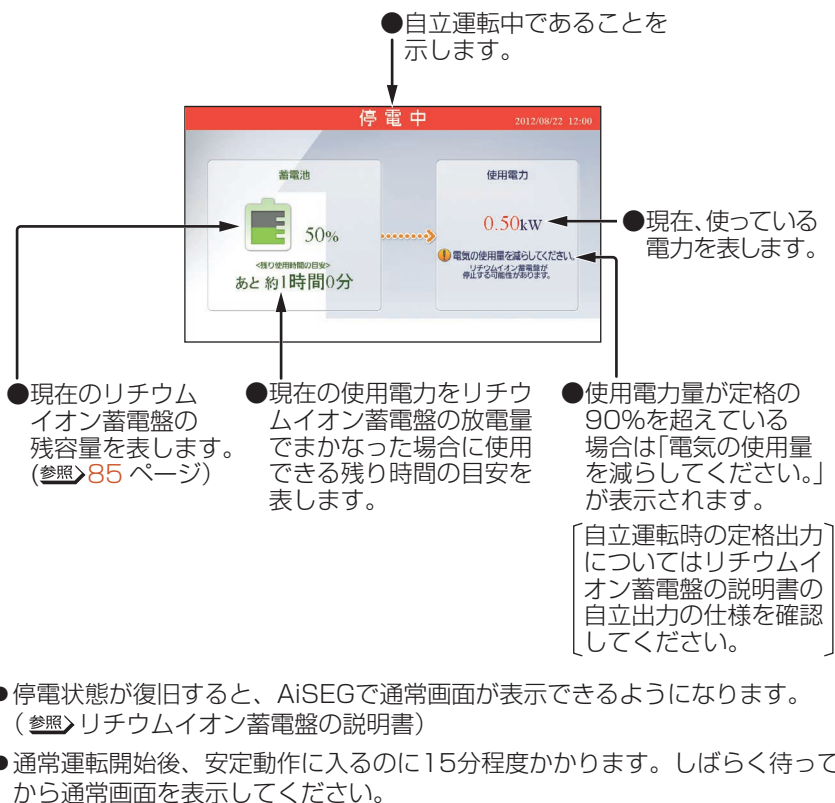 ●自立運転中であることを
示します。
停電中
2012/08/22 12:00
蓄電池
50%
<残り使用時間の目安>
あと 約1時間0分
使用電力
0.50kW
電気の使用量を減らしてください。
リチウムイオン蓄電盤が
停止する可能性があります。
●現在、使っている
電力を表します。
●現在のリチウム
イオン蓄電盤の
残容量を表します。
(参照 85 ページ)
●現在の使用電力をリチウ
ムイオン蓄電盤の放電量
でまかなった場合に使用
できる残り時間の目安を
表します。
●使用電力量が定格の
90%を超えている
場合は「電気の使用量
を減らしてください。」
が表示されます。
自立運転時の定格出力
についてはリチウムイ
オン蓄電盤の説明書の
自立出力の仕様を確認
してください。
●停電状態が復旧すると、AiSEGで通常画面が表示できるようになります。
(参照 リチウムイオン蓄電盤の説明書)
●通常運転開始後、安定動作に入るのに15分程度かかります。しばらく待って
から通常画面を表示してください。